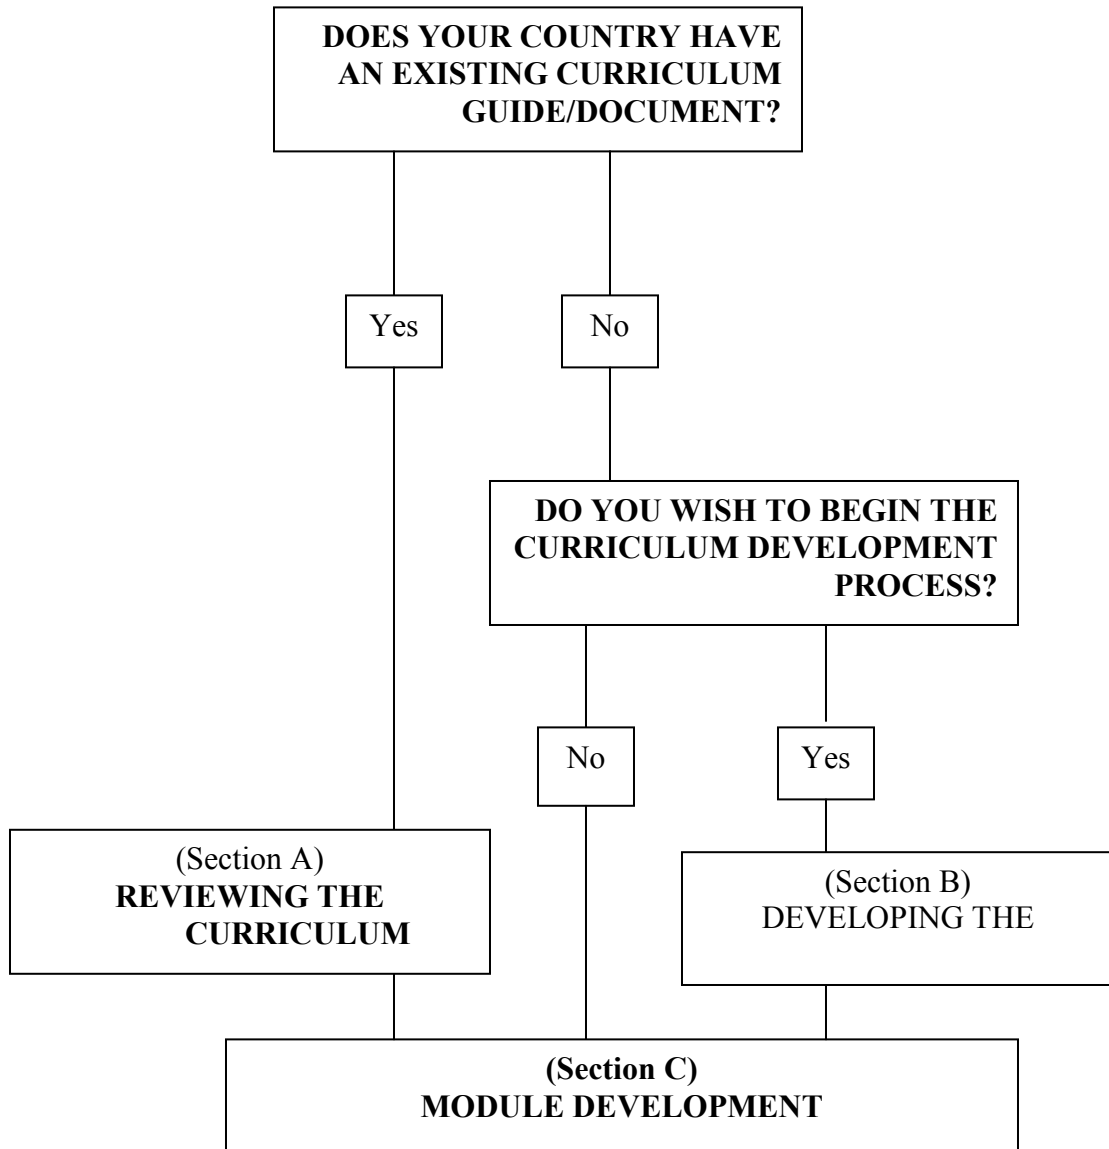 DOES YOUR COUNTRY HAVE
AN EXISTING CURRICULUM
GUIDE/DOCUMENT?
Yes
No
DO YOU WISH TO BEGIN THE
CURRICULUM DEVELOPMENT
PROCESS?
No
Yes
(Section A)
REVIEWING THE
CURRICULUM
(Section B)
DEVELOPING THE
(Section C)
MODULE DEVELOPMENT